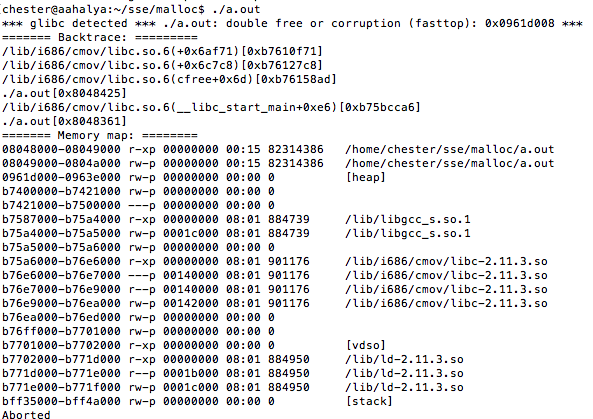 [chester@aahalya:~/sse/malloc$ ./a.out
*** glibc detected *** ./a.out: double free or corruption (fasttop): 0x0961d008 ***
======= Backtrace: =========
/lib/i686/cmov/libc.so.6(+0x6af71)[0xb7610f71]
/lib/i686/cmov/libc.so.6(+0x6c7c8)[0xb76127c8]
/lib/i686/cmov/libc.so.6(cfree+0x6d)[0xb76158ad]
./a.out[0x8048425]
/lib/i686/cmov/libc.so.6(__libc_start_main+0xe6)[0xb75bcca6]
./a.out[0x8048361]
======= Memory map: ========
08048000-08049000 r-xp 00000000 00:15 82314386 /home/chester/sse/malloc/a.out
08049000-0804a000 rw-p 00000000 00:15 82314386 /home/chester/sse/malloc/a.out
0961d000-0963e000 rw-p 00000000 00:00 0 [heap]
b7400000-b7421000 rw-p 00000000 00:00 0
b7421000-b7500000 ---p 00000000 00:00 0
b7587000-b75a4000 r-xp 00000000 08:01 884739 /lib/libgcc_s.so.1
b75a4000-b75a5000 rw-p 0001c000 08:01 884739 /lib/libgcc_s.so.1
b75a5000-b75a6000 rw-p 00000000 00:00 0
b75a6000-b76e6000 r-xp 00000000 08:01 901176 /lib/i686/cmov/libc-2.11.3.so
b76e6000-b76e7000 ---p 00140000 08:01 901176 /lib/i686/cmov/libc-2.11.3.so
b76e7000-b76e9000 r--p 00140000 08:01 901176 /lib/i686/cmov/libc-2.11.3.so
b76e9000-b76ea000 rw-p 00142000 08:01 901176 /lib/i686/cmov/libc-2.11.3.so
b76ea000-b76ed000 rw-p 00000000 00:00 0
b76ff000-b7701000 rw-p 00000000 00:00 0
b7701000-b7702000 r-xp 00000000 00:00 0 [vdso]
b7702000-b771d000 r-xp 00000000 08:01 884950 /lib/ld-2.11.3.so
b771d000-b771e000 r--p 0001b000 08:01 884950 /lib/ld-2.11.3.so
b771e000-b771f000 rw-p 0001c000 08:01 884950 /lib/ld-2.11.3.so
bff35000-bff4a000 rw-p 00000000 00:00 0 [stack]
Aborted